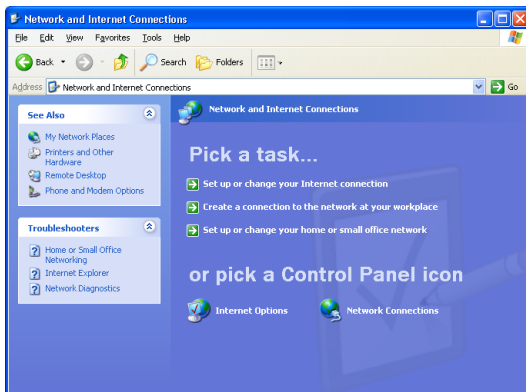 Network and Internet Connections
File Edit View Favorites Tools Help
Back Search Folders
Address Network and Internet Connections Go
See Also
My Network Places
Printers and Other
Hardware
Remote Desktop
Phone and Modem Options
Troubleshooters
Home or Small Office
Networking
Internet Explorer
Network Diagnostics
Network and Internet Connections
Pick a task...
Set up or change your Internet connection
Create a connection to the network at your workplace
Set up or change your home or small office network
or pick a Control Panel icon
Internet Options Network Connections